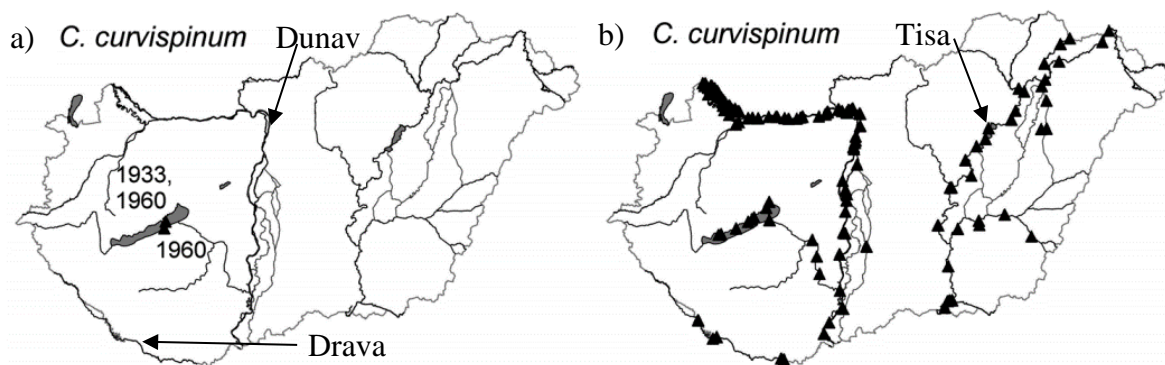 a) C. curvispinum
Dunav
1933,
1960
1960
Drava
b) C. curvispinum
Tisa